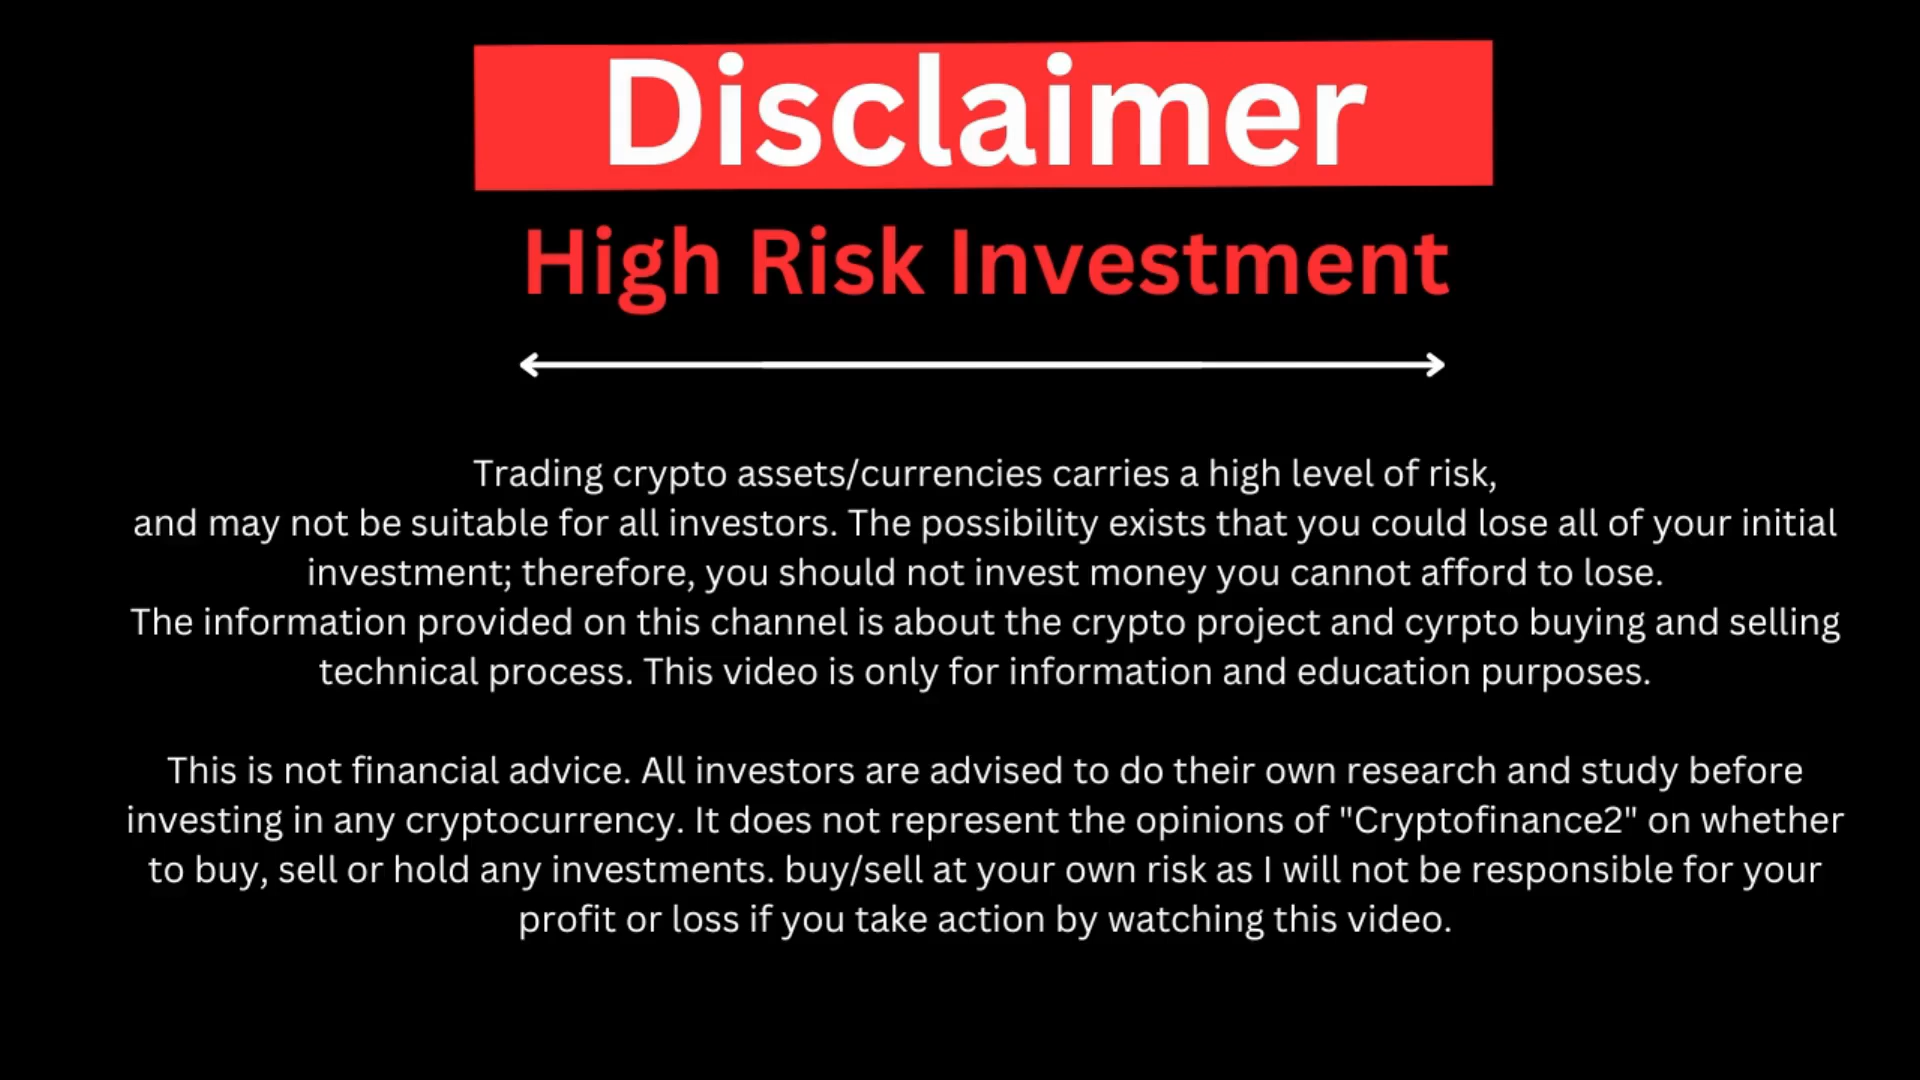 Disclaimer
High Risk Investment
Trading crypto assets/currencies carries a high level of risk,
and may not be suitable for all investors. The possibility exists that you could lose all of your initial
investment; therefore, you should not invest money you cannot afford to lose.
The information provided on this channel is about the crypto project and cyrpto buying and selling
technical process. This video is only for information and education purposes.
This is not financial advice. All investors are advised to do their own research and study before
investing in any cryptocurrency. It does not represent the opinions of "Cryptofinance2" on whether
to buy, sell or hold any investments. buy/sell at your own risk as I will not be responsible for your
profit or loss if you take action by watching this video.